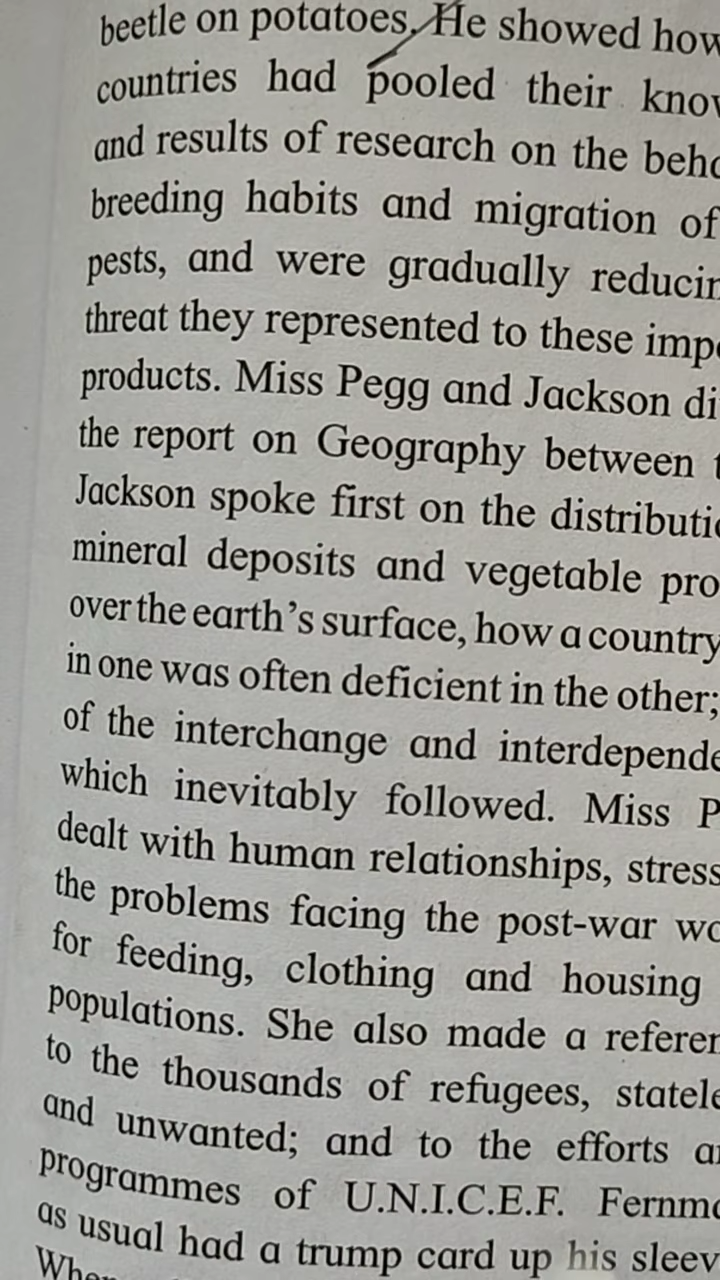 beetle on potatoes. He showed how
countries had pooled their
and results of research on the
breeding habits and migration of
pests, and were gradually
threat they represented to these
products. Miss Pegg and Jackson
the report on Geography between
Jackson spoke first on the
mineral deposits and vegetable
over the earth's surface, how a country
in one was often deficient in the other;
of the interchange and
which inevitably followed. Miss
dealt with human relationships,
the problems facing the post-war
for feeding, clothing and housing
populations. She also made a
to the thousands of refugees,
and unwanted; and to the efforts
programmes of U.N.I.C.E.F.
as usual had a trump card up his